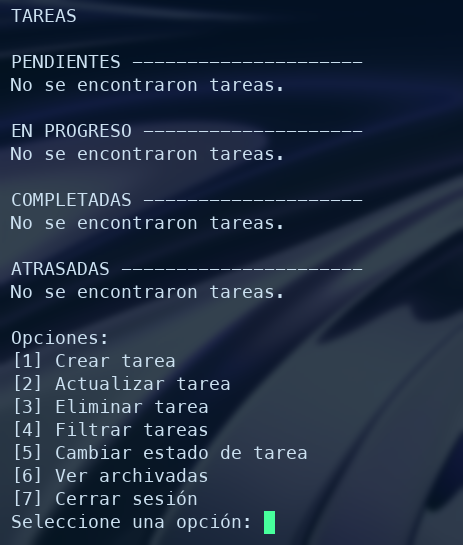 TAREAS
PENDIENTES ---------------------
No se encontraron tareas.
EN PROGRESO --------------------
No se encontraron tareas.
COMPLETADAS --------------------
No se encontraron tareas.
ATRASADAS ----------------------
No se encontraron tareas.
Opciones:
[1] Crear tarea
[2] Actualizar tarea
[3] Eliminar tarea
[4] Filtrar tareas
[5] Cambiar estado de tarea
[6] Ver archivadas
[7] Cerrar sesión
Seleccione una opción: